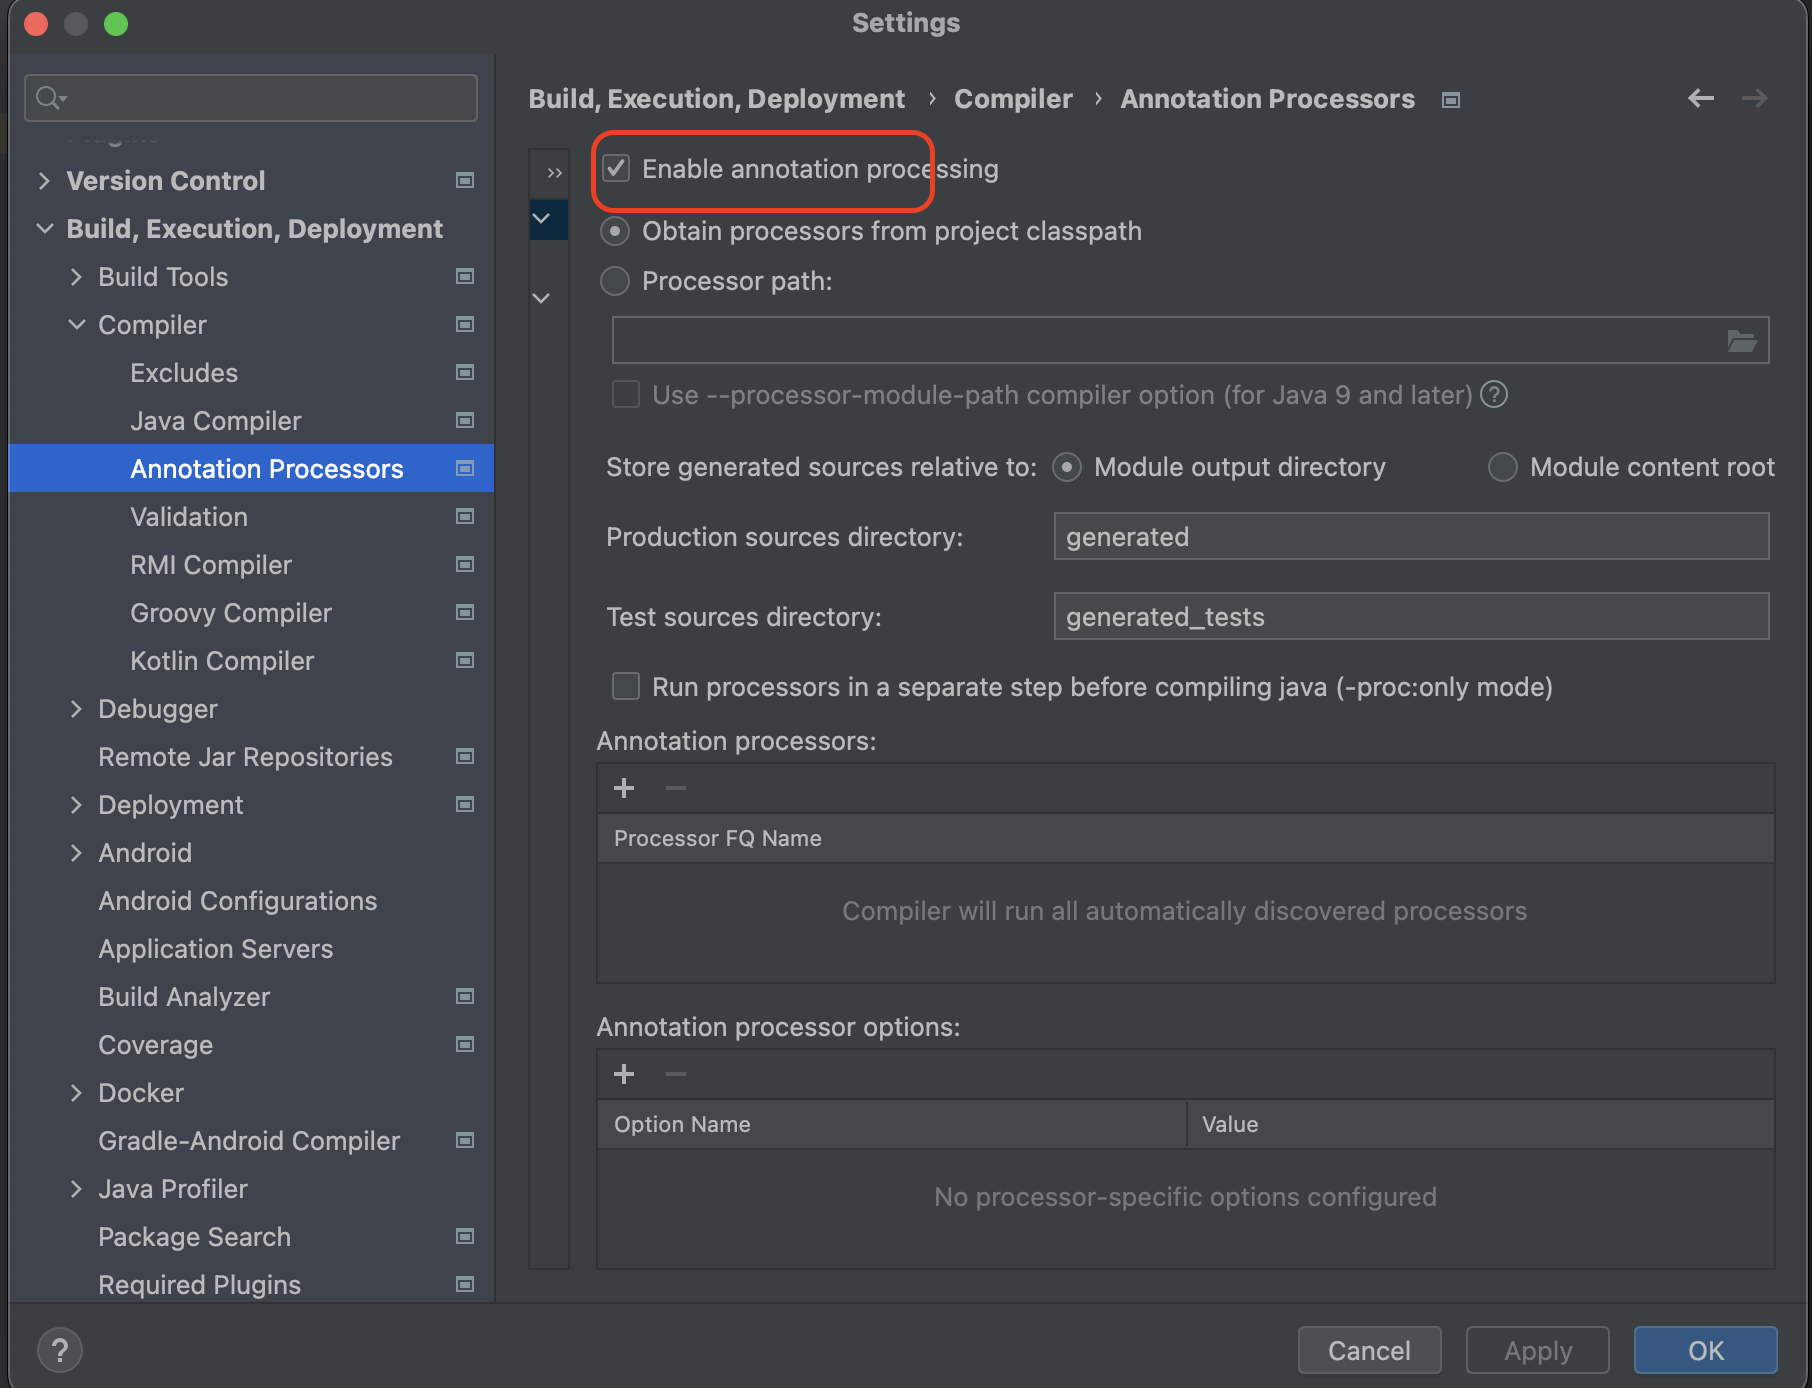 Settings
Version Control
Build, Execution, Deployment
Build Tools
Compiler
Excludes
Java Compiler
Annotation Processors
Validation
RMI Compiler
Groovy Compiler
Kotlin Compiler
Debugger
Remote Jar Repositories
Deployment
Android
Android Configurations
Application Servers
Build Analyzer
Coverage
Docker
Gradle-Android Compiler
Java Profiler
Package Search
Required Plugins
Build, Execution, Deployment › Compiler › Annotation Processors
Enable annotation processing
Obtain processors from project classpath
Processor path:
Use --processor-module-path compiler option (for Java 9 and later) ?
Store generated sources relative to: Module output directory Module content root
Production sources directory: generated
Test sources directory: generated_tests
Run processors in a separate step before compiling java (-proc:only mode)
Annotation processors:
Processor FQ Name
Compiler will run all automatically discovered processors
Annotation processor options:
Option Name Value
No processor-specific options configured
? Cancel Apply OK